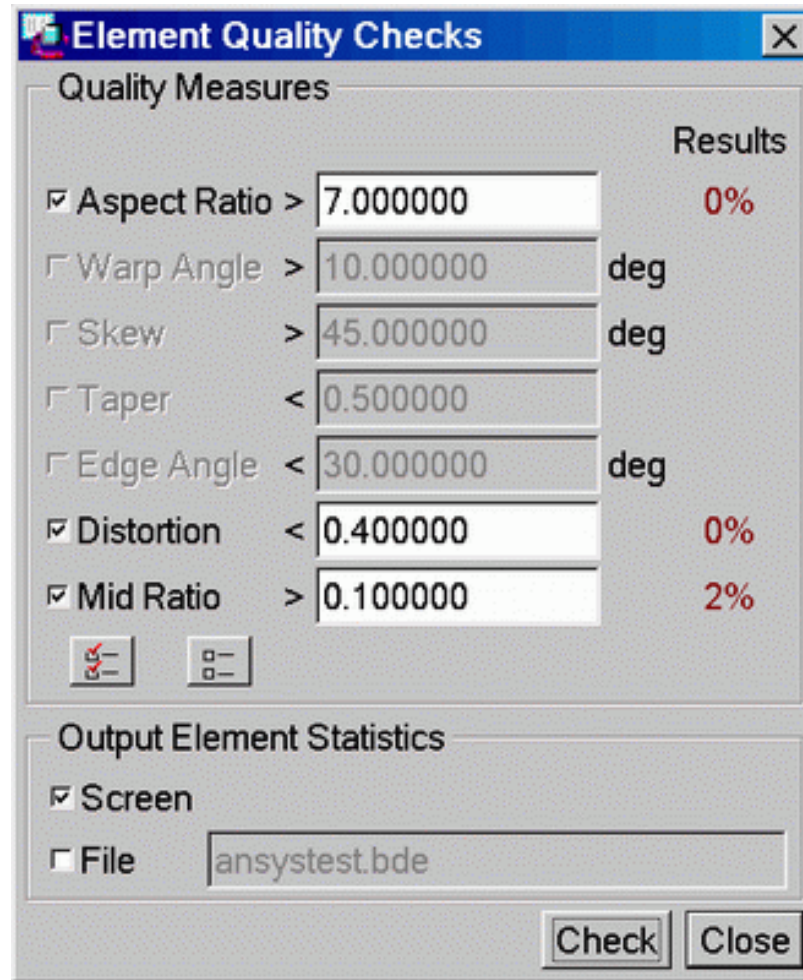 Element Quality Checks
Quality Measures
Results
Aspect Ratio > 7.000000 0%
Warp Angle > 10.000000 deg
Skew > 45.000000 deg
Taper < 0.500000
Edge Angle < 30.000000 deg
Distortion < 0.400000 0%
Mid Ratio > 0.100000 2%
Output Element Statistics
Screen
File ansystest.bde
Check Close